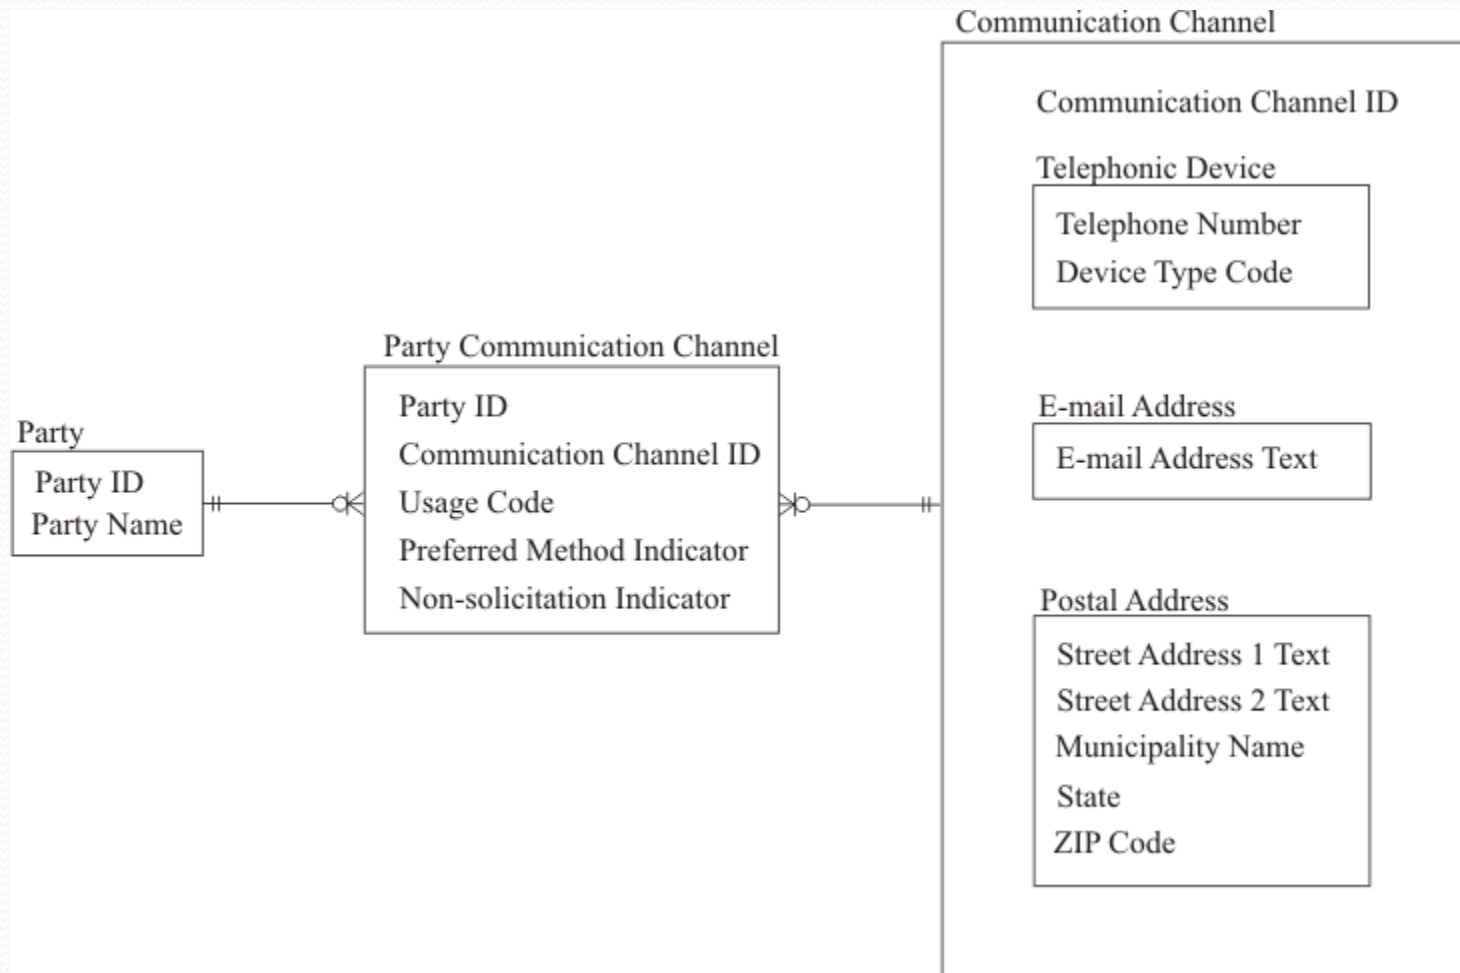 Communication Channel
Communication Channel ID
Telephonic Device
Telephone Number
Device Type Code
Party Communication Channel
Party ID
Communication Channel ID
Usage Code
Preferred Method Indicator
Non-solicitation Indicator
Party
Party ID
Party Name
E-mail Address
E-mail Address Text
Postal Address
Street Address 1 Text
Street Address 2 Text
Municipality Name
State
ZIP Code